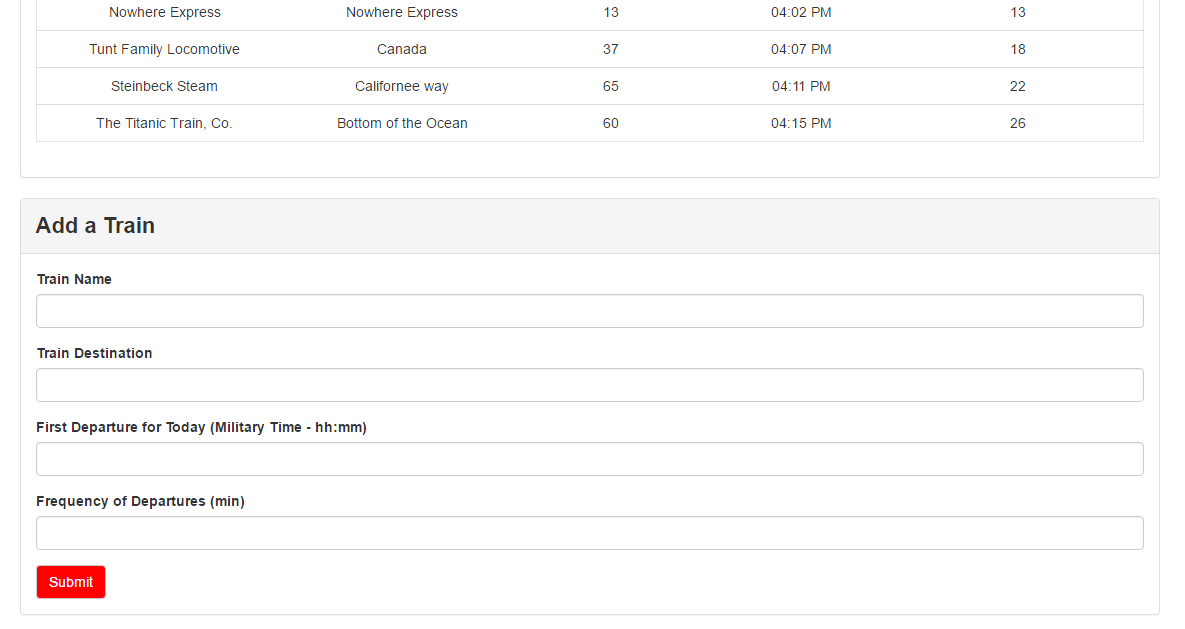 Nowhere Express Nowhere Express 13 04:02 PM 13
Tunt Family Locomotive Canada 37 04:07 PM 18
Steinbeck Steam Californee way 65 04:11 PM 22
The Titanic Train, Co. Bottom of the Ocean 60 04:15 PM 26
Add a Train
Train Name
Train Destination
First Departure for Today (Military Time - hh:mm)
Frequency of Departures (min)
Submit